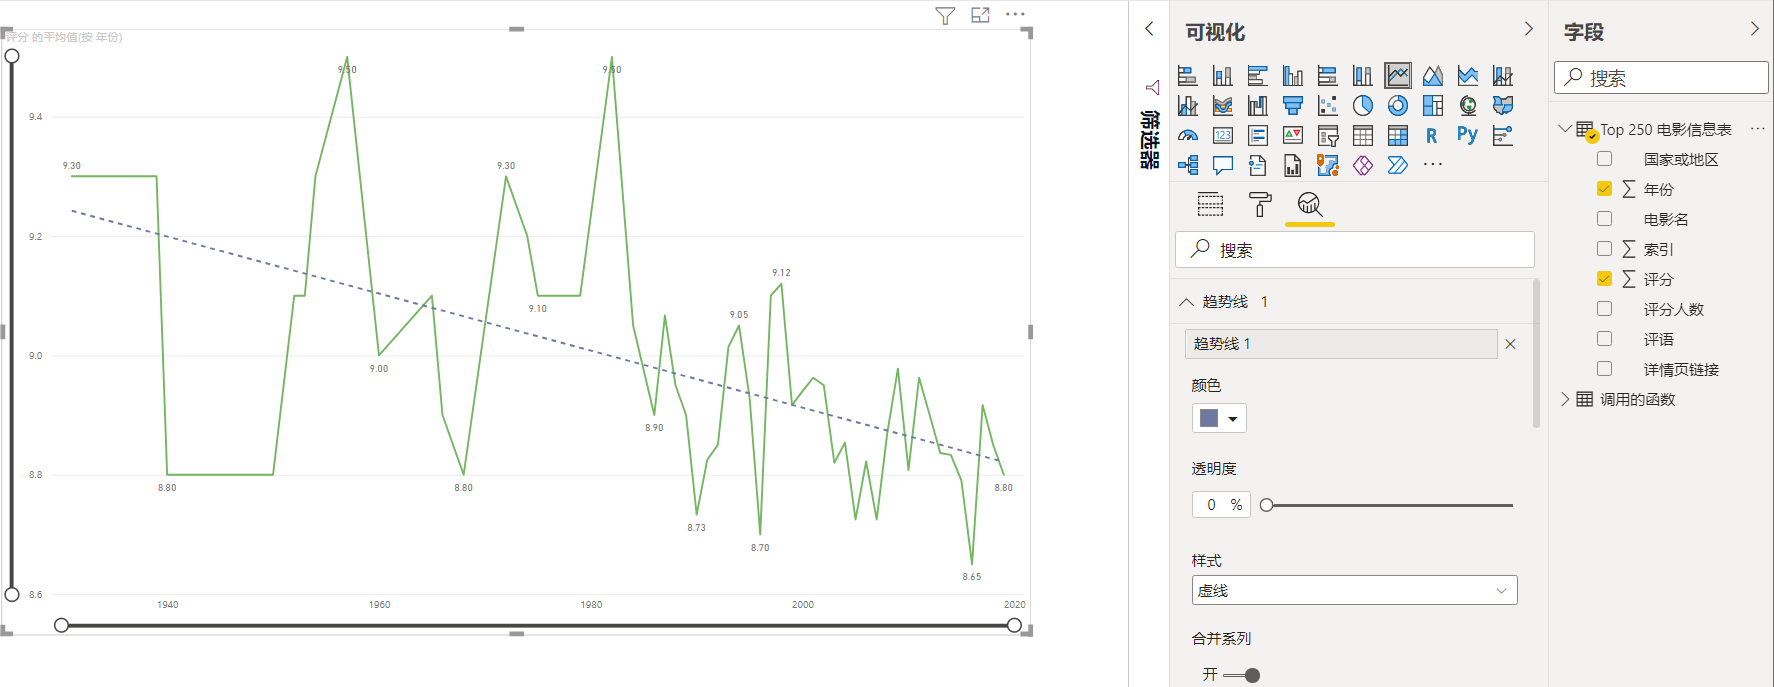 评分 的平均值(按 年份)
9.50
9.50
9.4
9.30
9.30
9.12
9.2
9.10
9.05
9.0
9.00
8.90
8.8
8.80
8.80
8.80
8.73
8.70
8.65
8.6
1940
1960
1980
2000
2020
筛选器
可视化
123
R
Py
搜索
趋势线 1
趋势线 1
颜色
透明度
0 %
样式
虚线
合并系列
开
字段
搜索
Top 250 电影信息表
国家或地区
年份
电影名
索引
评分
评分人数
评语
详情页链接
调用的函数